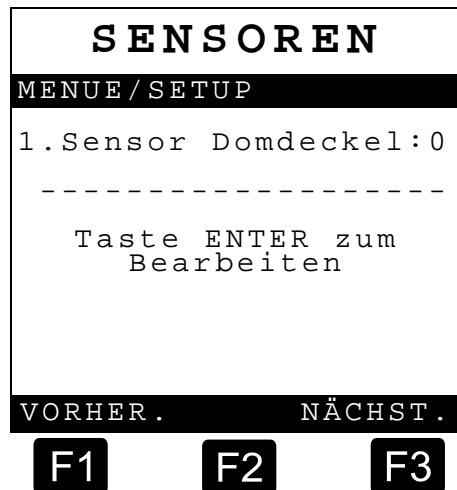 SENSOREN
MENUE/SETUP
1.Sensor Domdeckel:0
-------------------
Taste ENTER zum
Bearbeiten
VORHER. NÄCHST.
F1 F2 F3